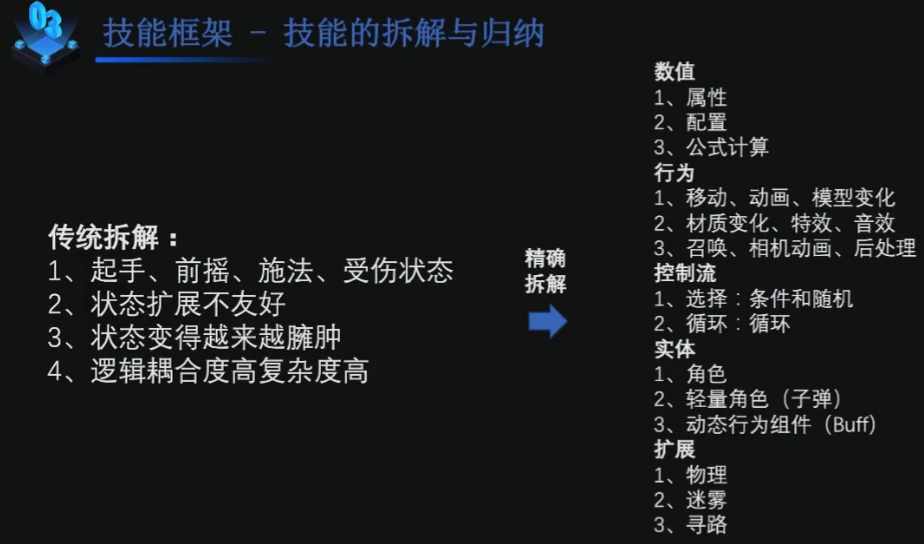 03
技能框架 - 技能的拆解与归纳
传统拆解：
1、起手、前摇、施法、受伤状态
2、状态扩展不友好
3、状态变得越来越臃肿
4、逻辑耦合度高复杂度高
精确
拆解
数值
1、属性
2、配置
3、公式计算
行为
1、移动、动画、模型变化
2、材质变化、特效、音效
3、召唤、相机动画、后处理
控制流
1、选择：条件和随机
2、循环：循环
实体
1、角色
2、轻量角色（子弹）
3、动态行为组件（Buff）
扩展
1、物理
2、迷雾
3、寻路